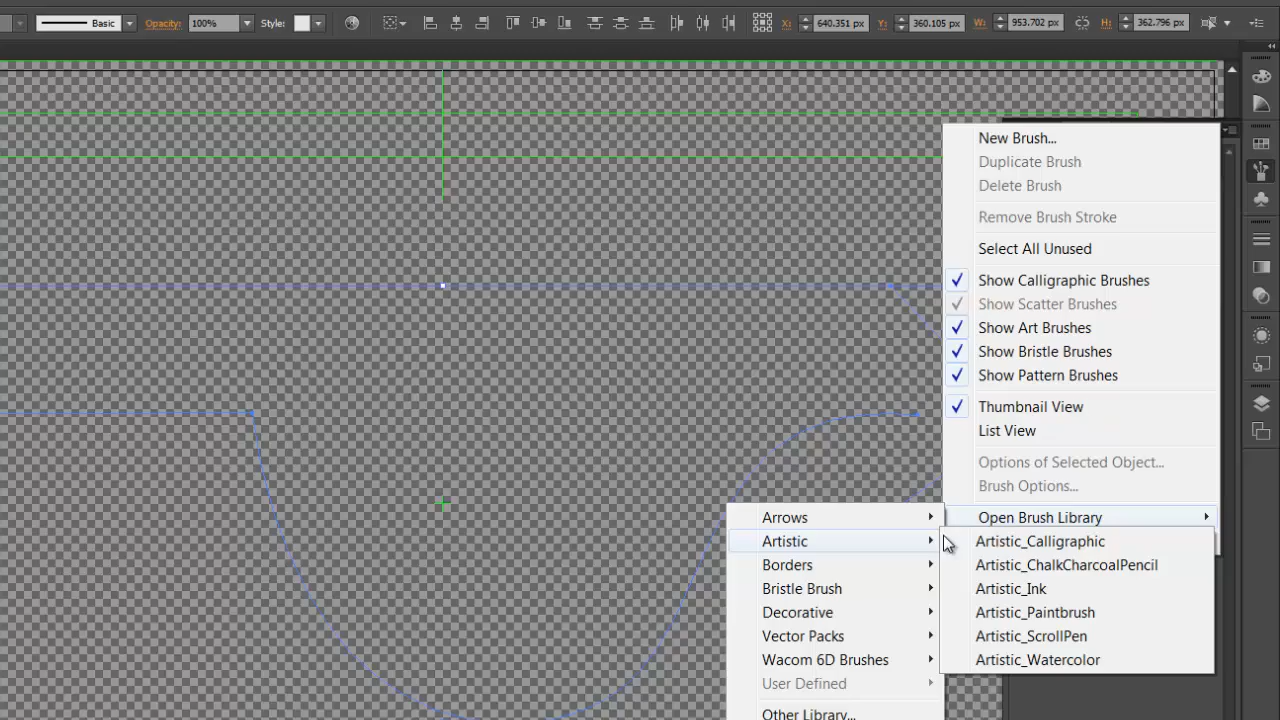 Basic Opacity: 100% Style: X: 640.351 px Y: 360.105 px W: 953.702 px H: 362.796 px
New Brush...
Duplicate Brush
Delete Brush
Remove Brush Stroke
Select All Unused
Show Calligraphic Brushes
Show Scatter Brushes
Show Art Brushes
Show Bristle Brushes
Show Pattern Brushes
Thumbnail View
List View
Options of Selected Object...
Brush Options...
Open Brush Library
Arrows
Artistic
Borders
Bristle Brush
Decorative
Vector Packs
Wacom 6D Brushes
User Defined
Other Library...
Artistic_Calligraphic
Artistic_ChalkCharcoalPencil
Artistic_Ink
Artistic_Paintbrush
Artistic_ScrollPen
Artistic_Watercolor